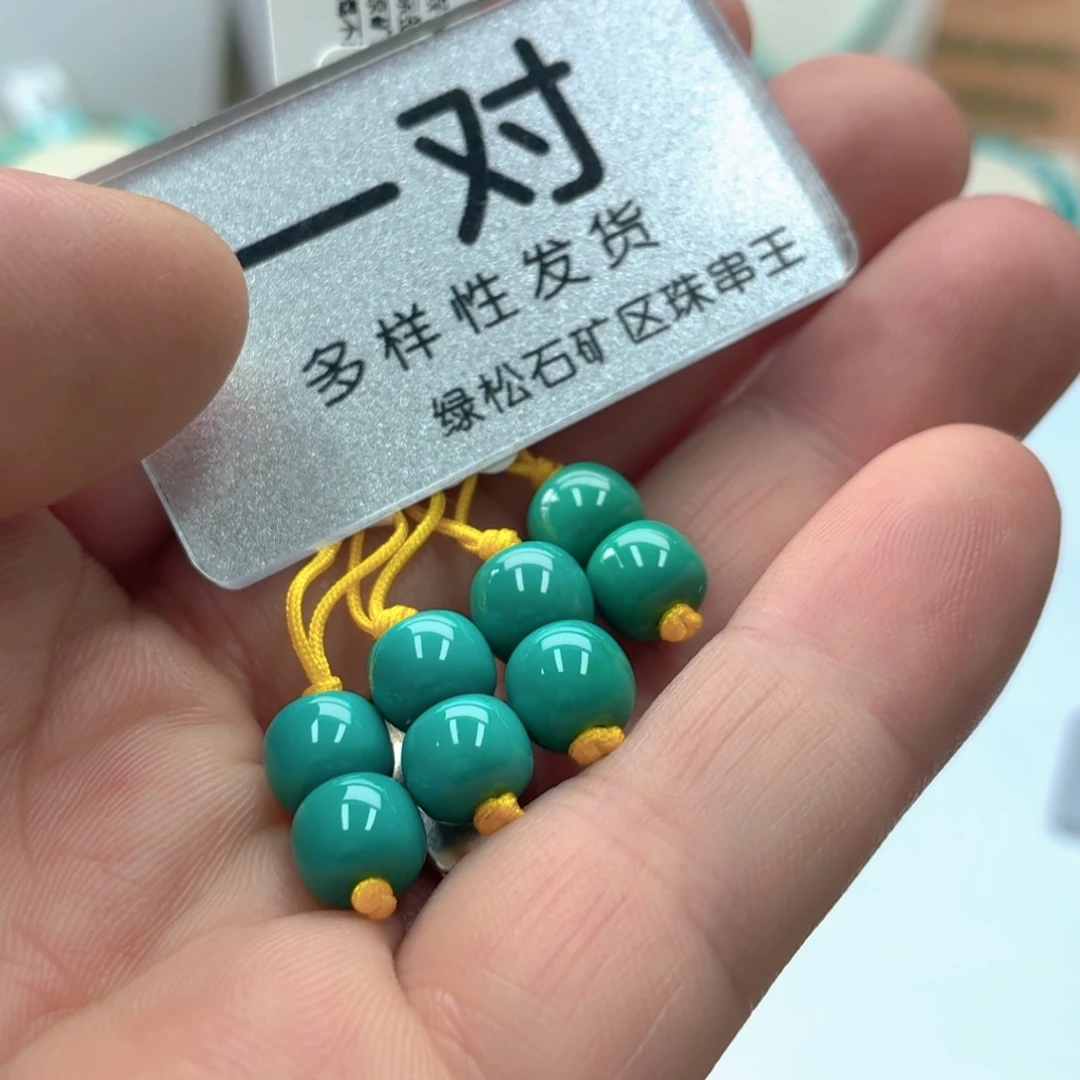 一对
多样性发货
绿松石矿区珠串王